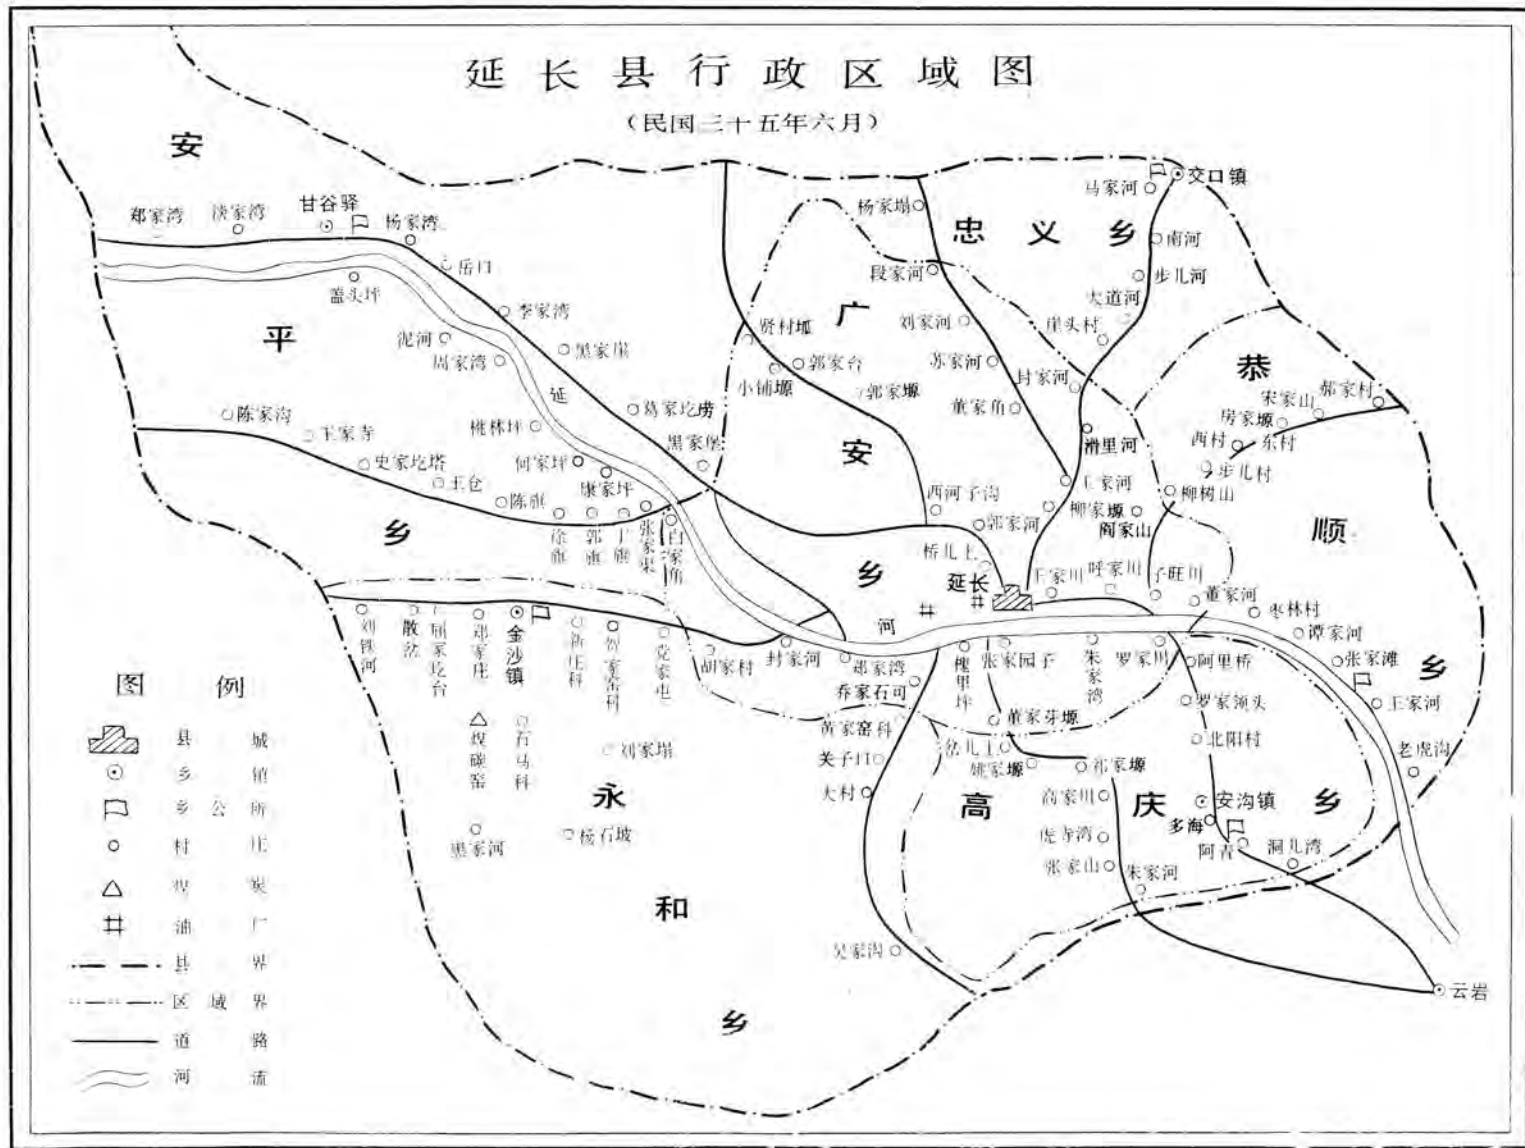 延长县行政区域图
（民国三十五年六月）
安
平
乡
忠义乡
广
安
乡
恭
顺
乡
永
和
乡
高庆乡
郑家湾
淡家湾
甘谷驿
杨家湾
岳口
盖头坪
李家湾
泥河
周家湾
黑家崖
延
河
葛家圪崂
黑家堡
陈家沟
王家寺
史家圪塔
王仓
陈旗
桃林坪
何家坪
康家坪
徐旗
郭旗
张家渠
白家角
杨家塌
段家河
刘家河
苏家河
董家角
贤村坬
小铺塬
郭家台
郭家塬
西河子沟
郭家河
桥儿上
延长
马家河
交口镇
南河
步儿河
大道河
崖头村
封家河
滑里河
王家河
柳家塬
阎家山
柳树山
步儿村
西村
东村
房家塬
宋家山
郝家村
王家川
呼家川
子旺川
董家河
枣林村
谭家河
张家滩
王家河
老虎沟
刘铁河
散岔
屈家圪台
邓家庄
金沙镇
新庄科
贺家窑科
党家屯
胡家村
封家河
郑家湾
槐里坪
张家园子
朱家湾
罗家川
阿里桥
乔家石可
黄家窑科
关子口
大村
董家芽塬
岔儿上
姚家塬
祁家塬
罗家领头
北阳村
高家川
虎寺湾
张家山
朱家河
安沟镇
多海
阿青
洞儿湾
煤碳窑
石马科
刘家塌
黑家河
杨石坡
吴家沟
云岩
图例
县城
乡镇
乡公所
村庄
煤炭
油厂
县界
区域界
道路
河流